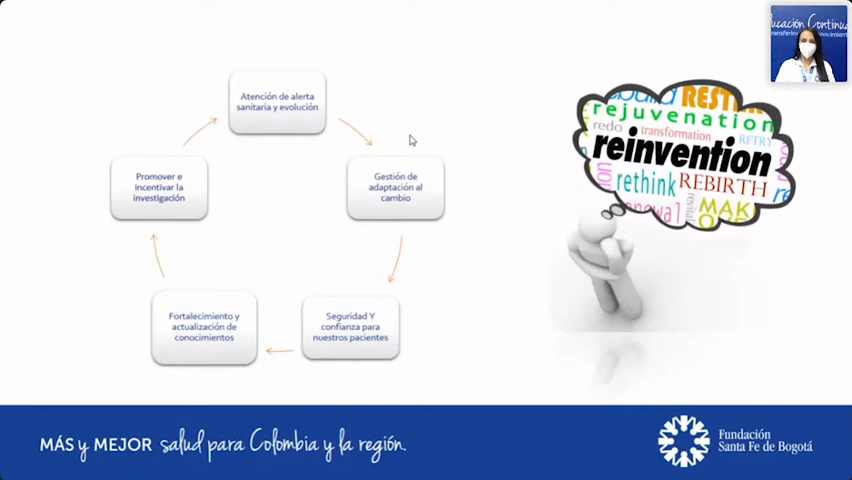 Educación Continua
Atención de alerta
sanitaria y evolución
Gestión de
adaptación al
cambio
Seguridad Y
confianza para
nuestros pacientes
Fortalecimiento y
actualización de
conocimientos
Promover e
incentivar la
investigación
rejuvenation
redo transformation RETRY
reinvention
rethink REBIRTH
MÁS y MEJOR salud para Colombia y la región.
Fundación
Santa Fe de Bogotá